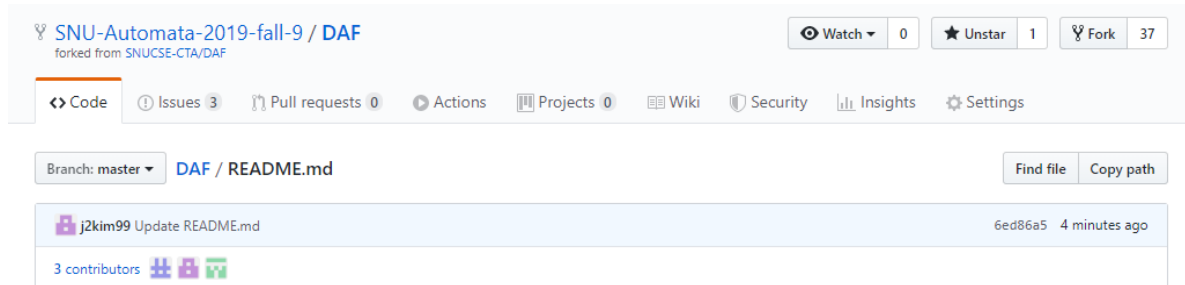 SNU-Automata-2019-fall-9 / DAF Watch 0 Unstar 1 Fork 37
forked from SNUCSE-CTA/DAF
Code Issues 3 Pull requests 0 Actions Projects 0 Wiki Security Insights Settings
Branch: master DAF / README.md Find file Copy path
j2kim99 Update README.md 6ed86a5 4 minutes ago
3 contributors